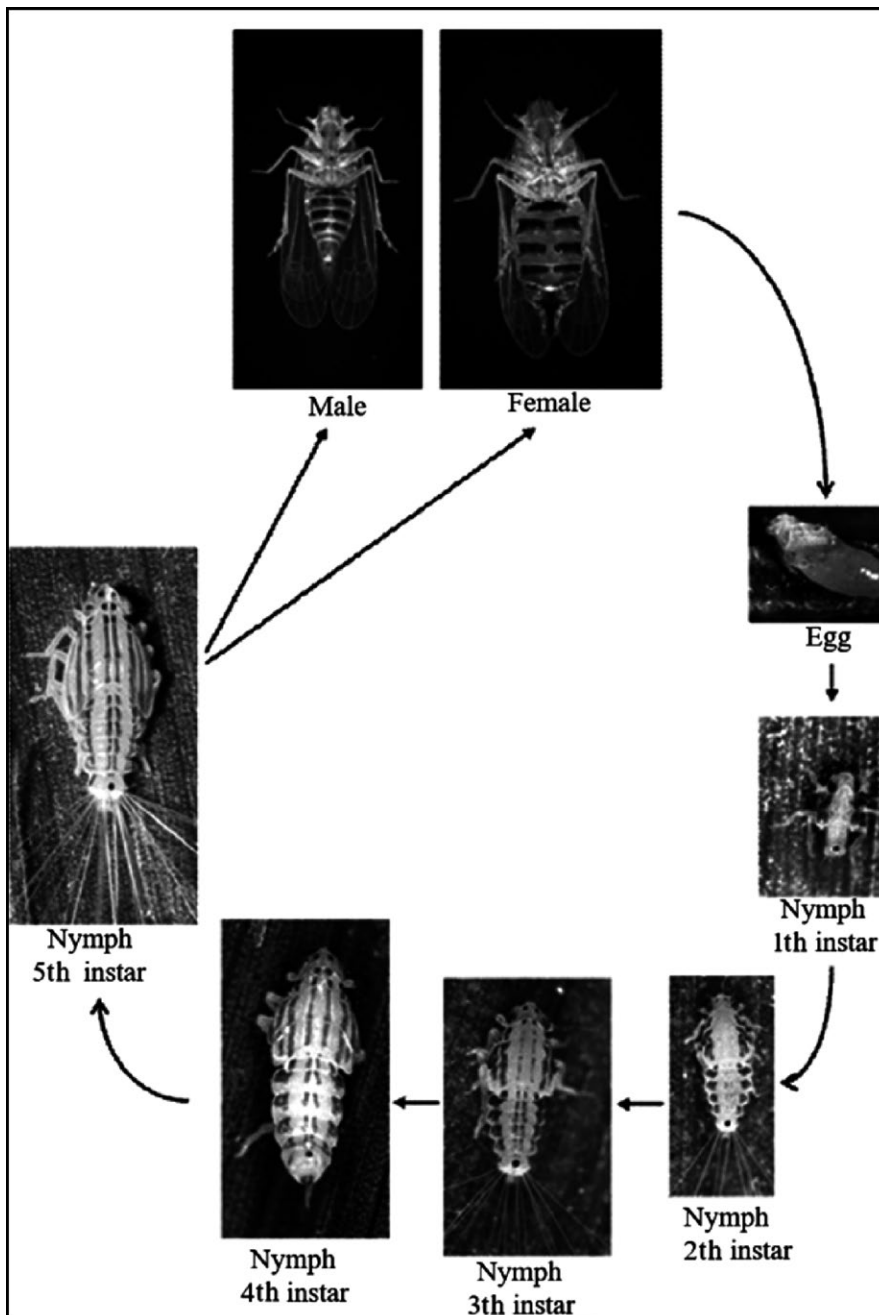 Male
Female
Egg
Nymph
1th instar
Nymph
2th instar
Nymph
3th instar
Nymph
4th instar
Nymph
5th instar